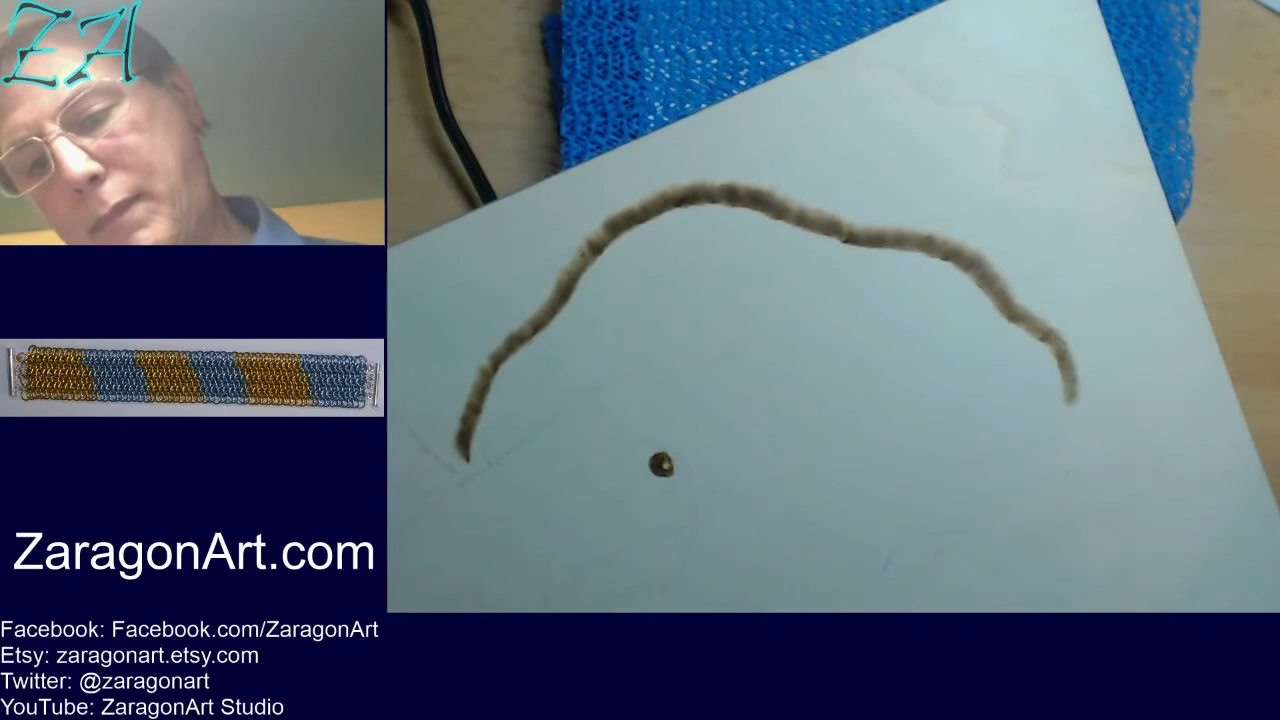 ZA
ZaragonArt.com
Facebook: Facebook.com/ZaragonArt
Etsy: zaragonart.etsy.com
Twitter: @zaragonart
YouTube: ZaragonArt Studio